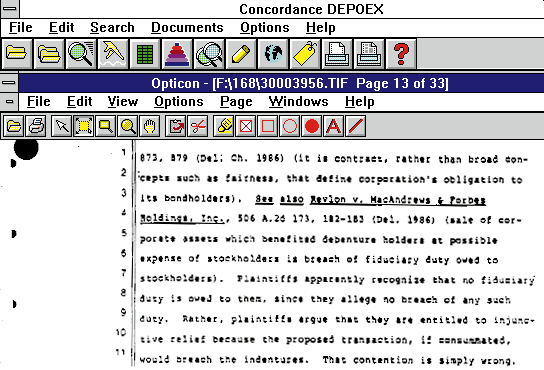 Concordance DEPOEX
File Edit Search Documents Options Help
Opticon - [F:\168\30003956.TIF Page 13 of 33]
File Edit View Options Page Windows Help
1 873, 879 (Del. Ch. 1986) (it is contract, rather than broad con-
2 cepts such as fairness, that define corporation's obligation to
3 its bondholders). See also Revlon v. MacAndrews & Forbes
4 Holdings, Inc., 506 A.2d 173, 182-183 (Del. 1986) (sale of cor-
5 porate assets which benefited debenture holders at possible
6 expense of stockholders is breach of fiduciary duty owed to
7 stockholders). Plaintiffs apparently recognize that no fiduciary
8 duty is owed to them, since they allege no breach of any such
9 duty. Rather, plaintiffs argue that they are entitled to injunc-
10 tive relief because the proposed transaction, if consummated,
11 would breach the indentures. That contention is simply wrong.